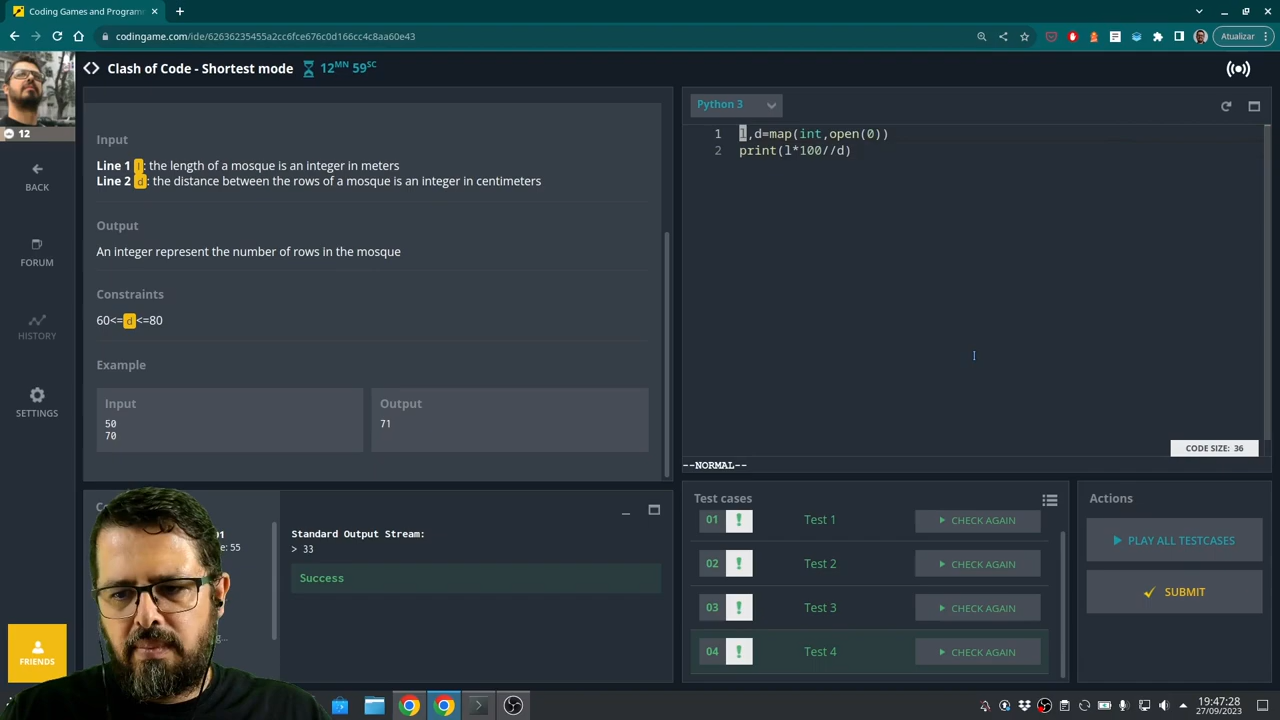 Coding Games and Programm
codingame.com/ide/62636235455a2cc6fce676c0d166cc4c8aa60e43
Atualizar
Clash of Code - Shortest mode
12MN 59SC
12
BACK
FORUM
HISTORY
SETTINGS
FRIENDS
Input
Line 1 l: the length of a mosque is an integer in meters
Line 2 d: the distance between the rows of a mosque is an integer in centimeters
Output
An integer represent the number of rows in the mosque
Constraints
60<=d<=80
Example
Input
50
70
Output
71
Python 3
1 l,d=map(int,open(0))
2 print(l*100//d)
CODE SIZE: 36
--NORMAL--
Standard Output Stream:
> 33
Success
01
e: 55
Test cases
01 Test 1 CHECK AGAIN
02 Test 2 CHECK AGAIN
03 Test 3 CHECK AGAIN
04 Test 4 CHECK AGAIN
Actions
PLAY ALL TESTCASES
SUBMIT
19:47:28
27/09/2023